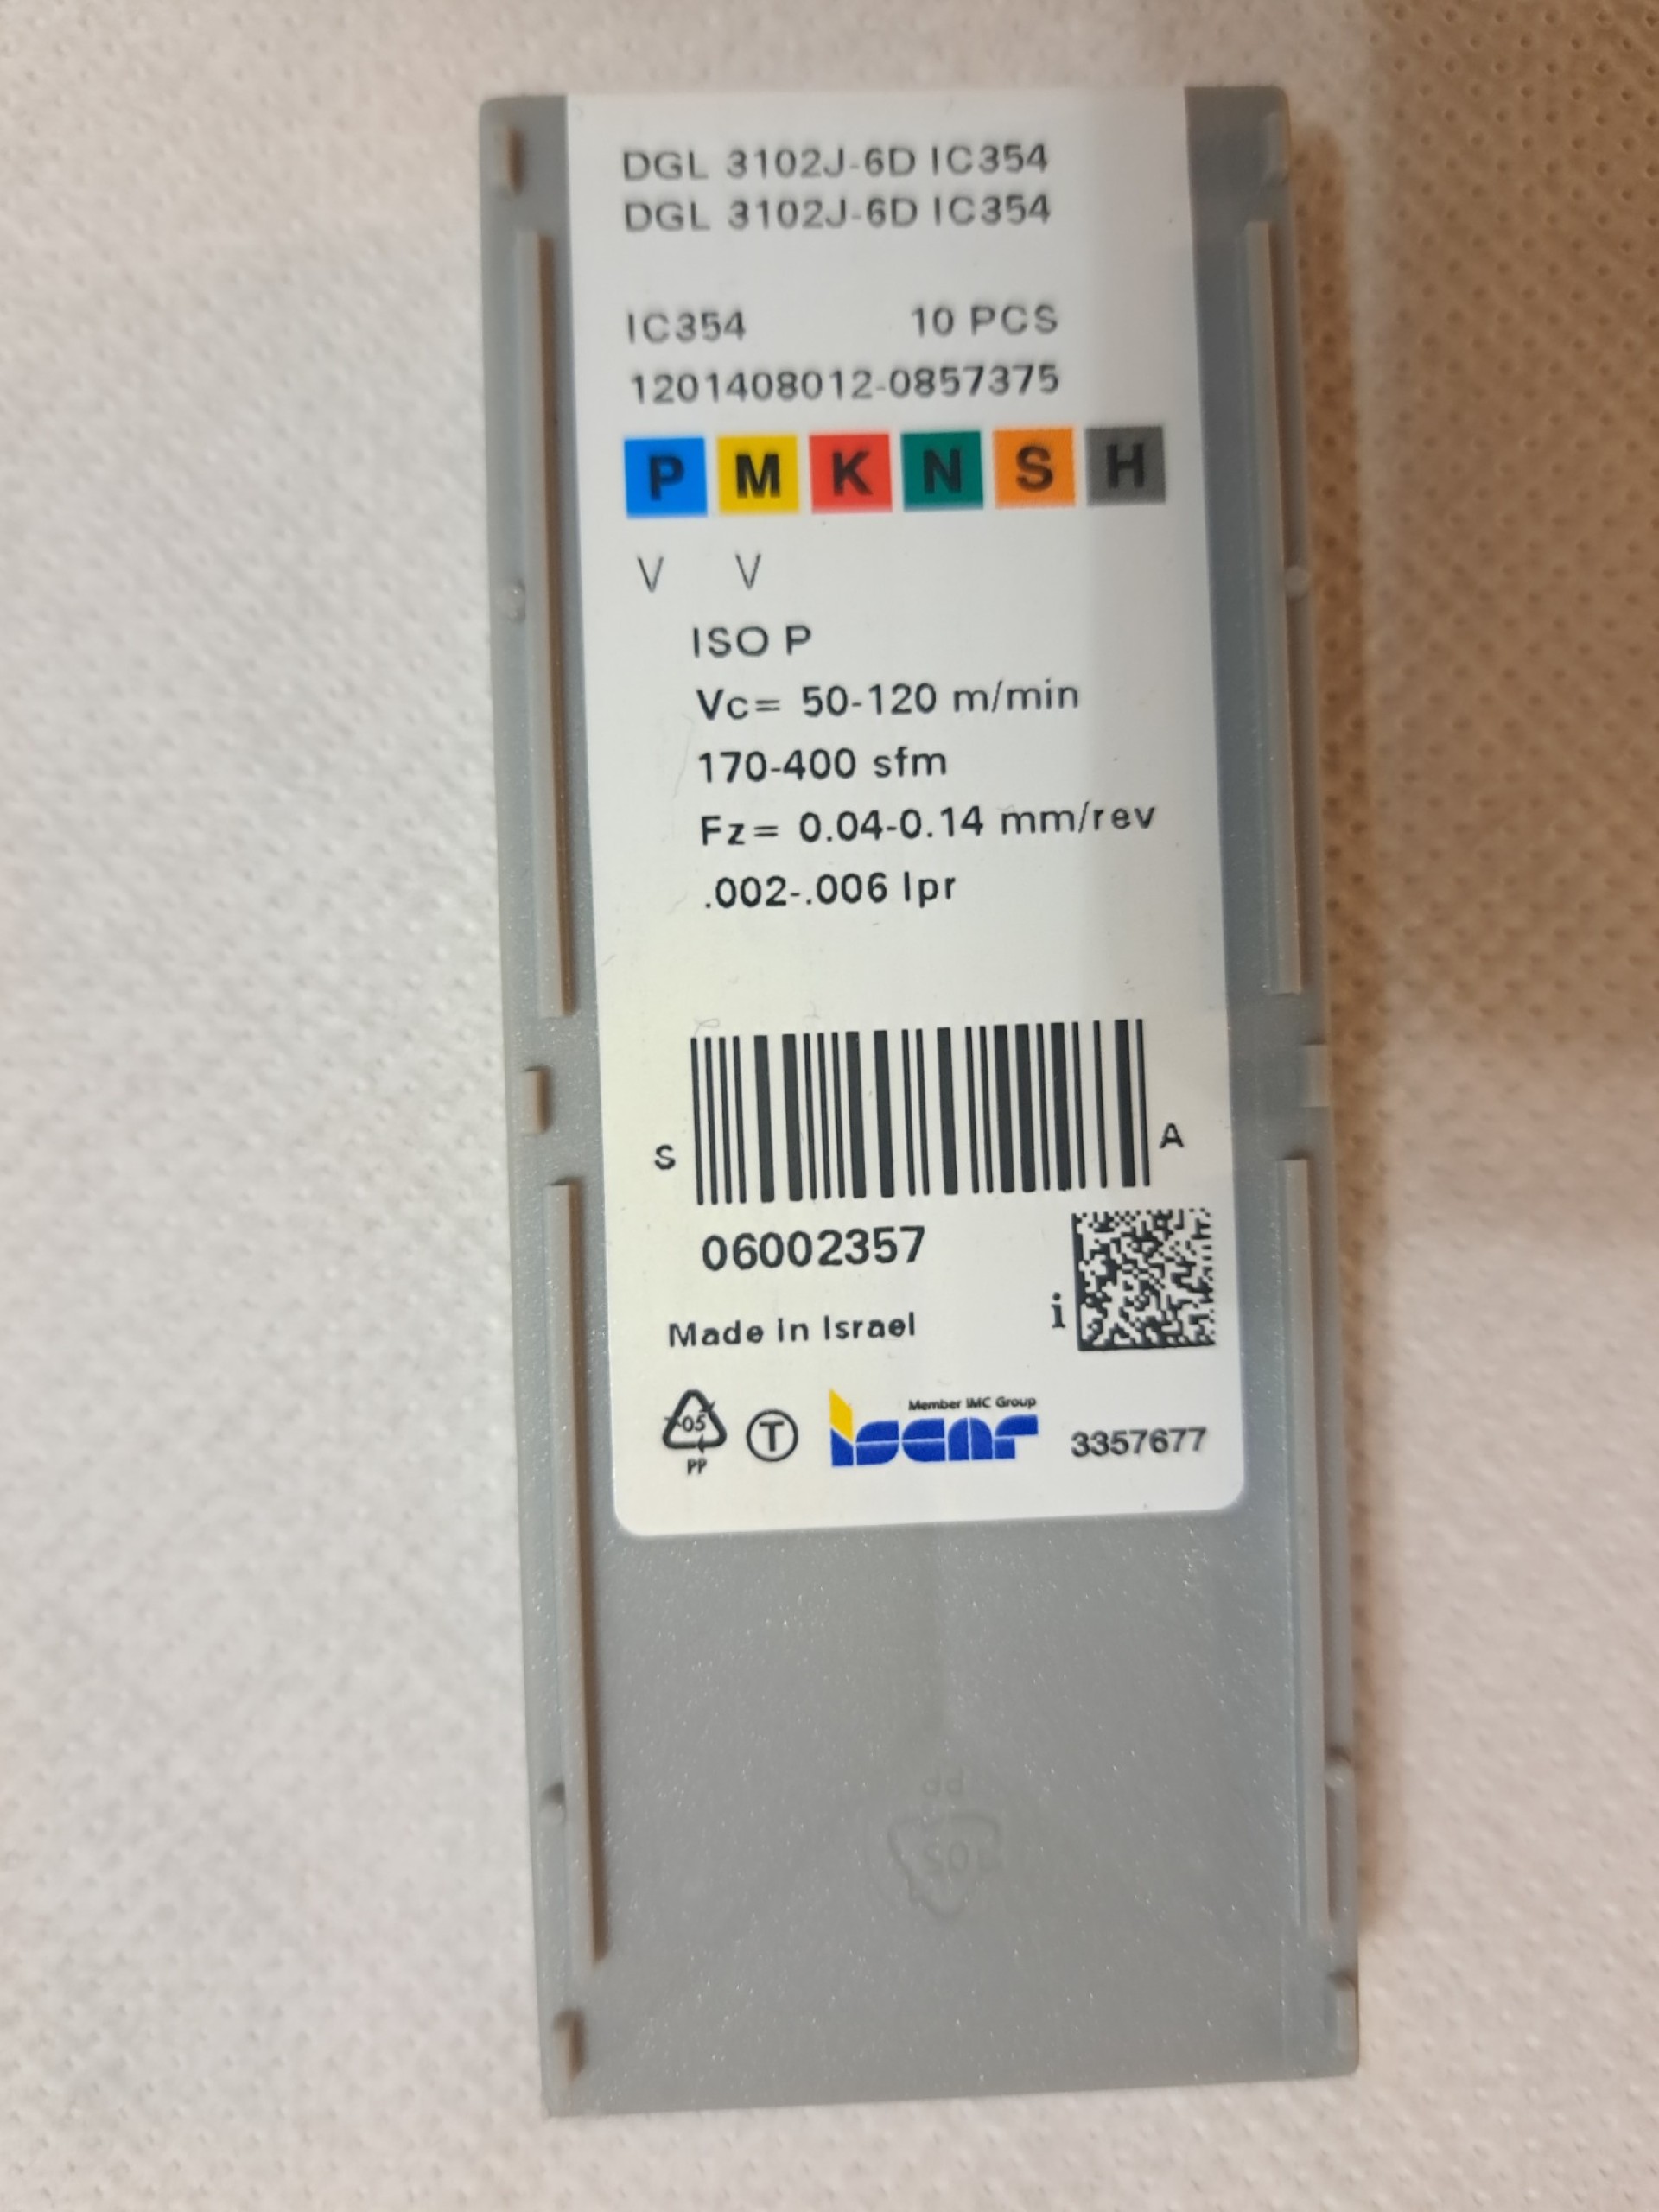 DGL 3102J-6D IC354
DGL 3102J-6D IC354
IC354 10 PCS
1201408012-0857375
P M K N S H
V V
ISO P
Vc= 50-120 m/min
170-400 sfm
Fz= 0.04-0.14 mm/rev
.002-.006 Ipr
S A
06002357
i
Made in Israel
05
PP
T
Member IMC Group
iscar
3357677
PP
05